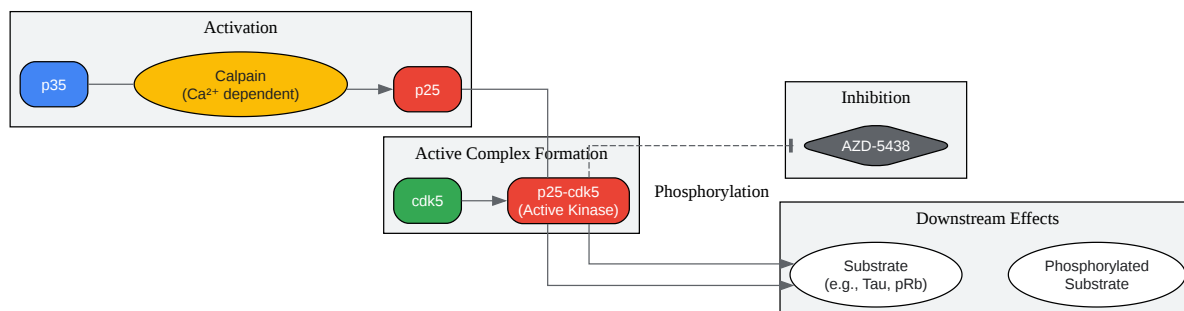 Activation
p35
Calpain
(Ca²⁺ dependent)
p25
Inhibition
AZD-5438
Active Complex Formation
cdk5
p25-cdk5
(Active Kinase)
Phosphorylation
Downstream Effects
Substrate
(e.g., Tau, pRb)
Phosphorylated
Substrate